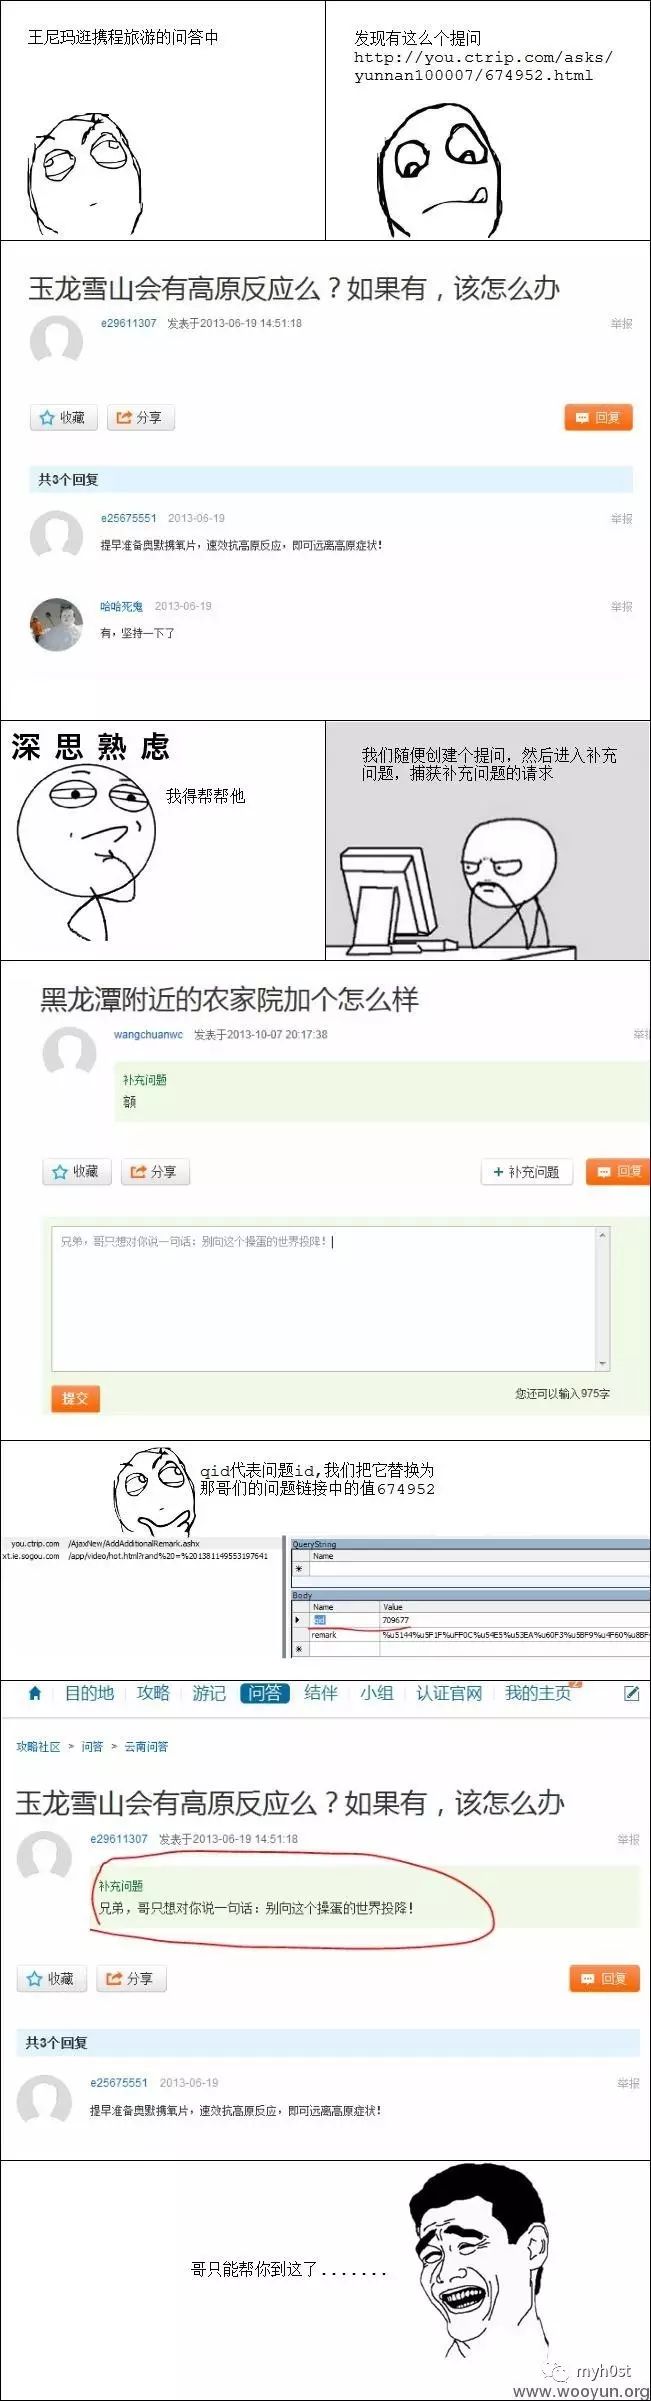 王尼玛逛携程旅游的问答中
发现有这么个提问
http://you.ctrip.com/asks/
yunnan100007/674952.html
玉龙雪山会有高原反应么？如果有，该怎么办
e29611307 发表于2013-06-19 14:51:18 举报
收藏 分享 回复
共3个回复
e25675551 2013-06-19 举报
提早准备奥默携氧片，速效抗高原反应，即可远离高原症状！
哈哈死鬼 2013-06-19 举报
有，坚持一下了
深思熟虑
我得帮帮他
我们随便创建个提问，然后进入补充
问题，捕获补充问题的请求
黑龙潭附近的农家院加个怎么样
wangchuanwc 发表于2013-10-07 20:17:38 举
补充问题
额
收藏 分享 + 补充问题 回复
兄弟，哥只想对你说一句话：别向这个操蛋的世界投降！
提交 您还可以输入975字
qid代表问题id,我们把它替换为
那哥们的问题链接中的值674952
you.ctrip.com /AjaxNew/AddAdditionalRemark.ashx
xt.ie.sogou.com /app/video/hot.html?rand%20=%201381149553197641
QueryString
Name
Body
Name Value
qid 709677
remark %u5144%u5F1F%uFF0C%u54E5%u53EA%u60F3%u5BF9%u4F60%u8BF
目的地 攻略 游记 问答 结伴 小组 认证官网 我的主页 2
攻略社区 > 问答 > 云南问答
玉龙雪山会有高原反应么？如果有，该怎么办
e29611307 发表于2013-06-19 14:51:18 举报
补充问题
兄弟，哥只想对你说一句话：别向这个操蛋的世界投降！
收藏 分享 回复
共3个回复
e25675551 2013-06-19 举报
提早准备奥默携氧片，速效抗高原反应，即可远离高原症状！
哥只能帮你到这了.......
myh0st
www.wooyun.org